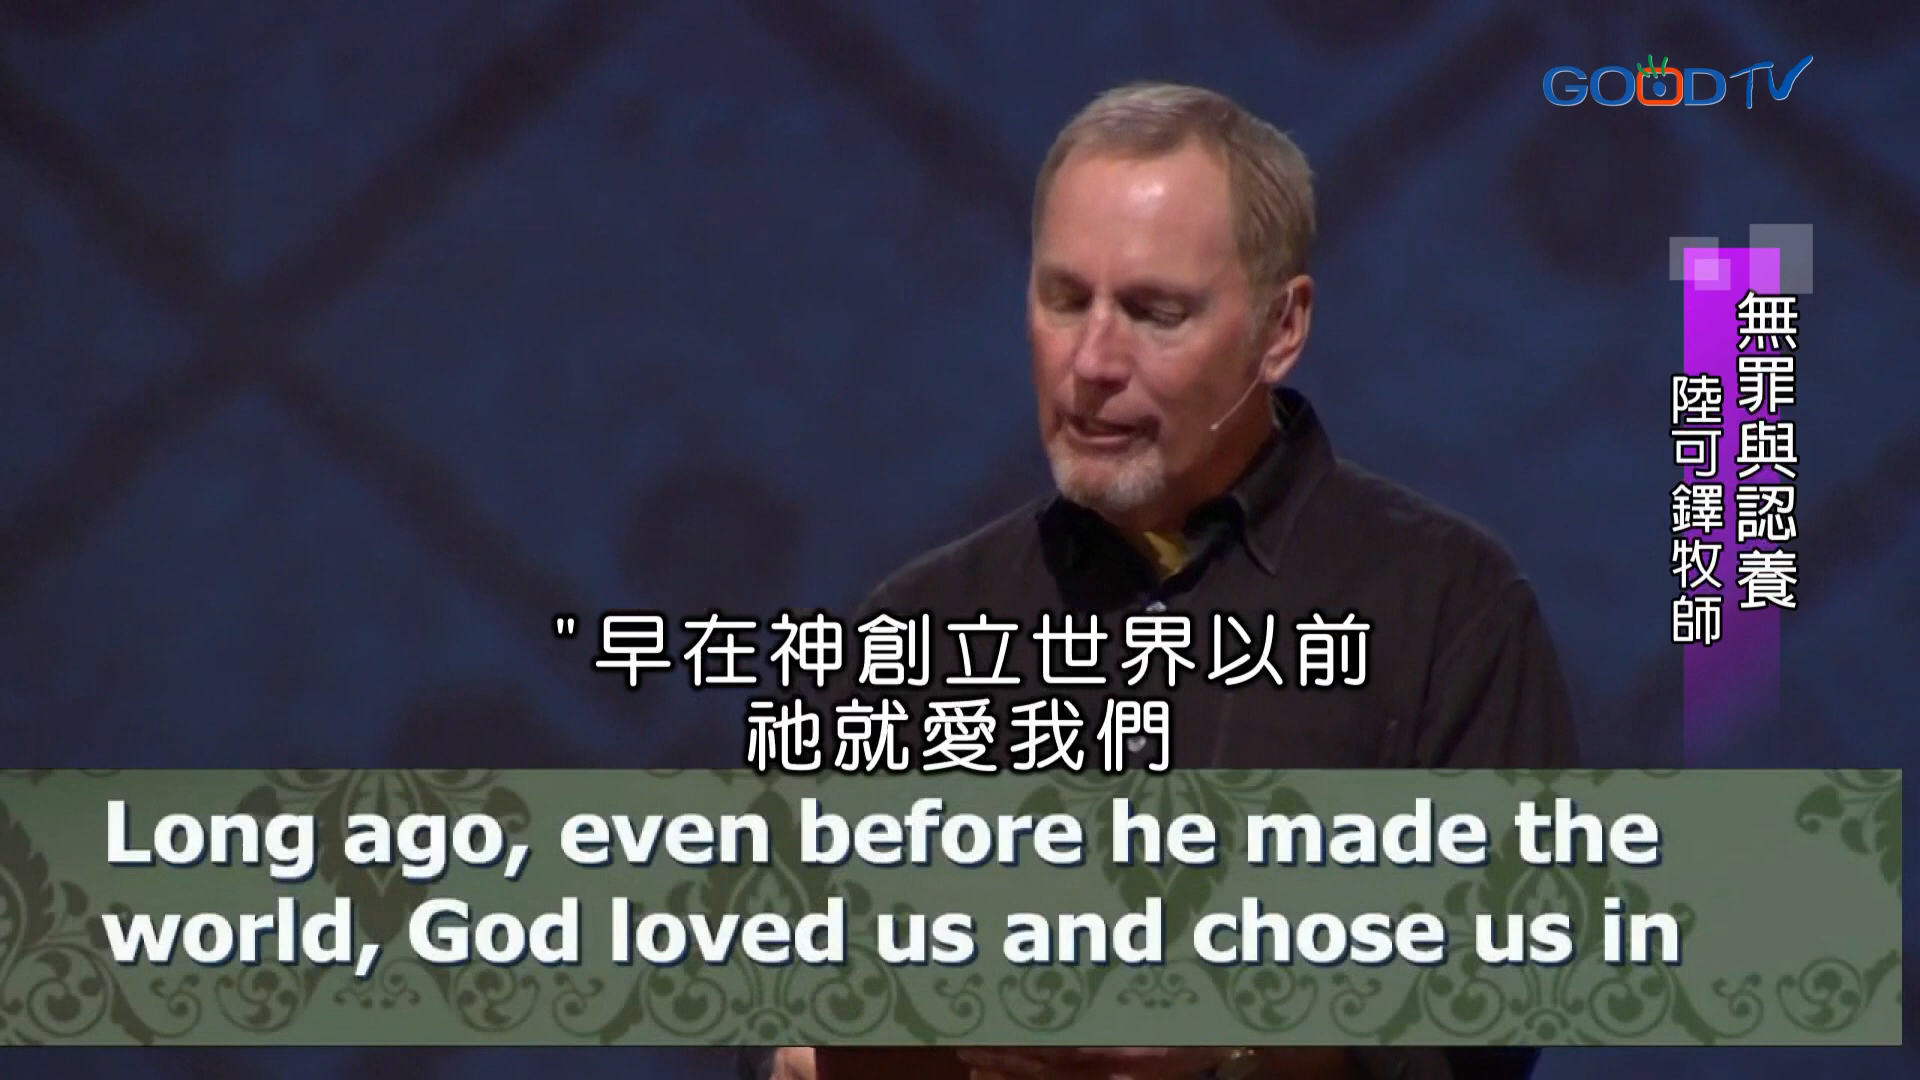 GOOD TV
無罪與認養
陸可鐸牧師
"早在神創立世界以前
祂就愛我們
Long ago, even before he made the
world, God loved us and chose us in